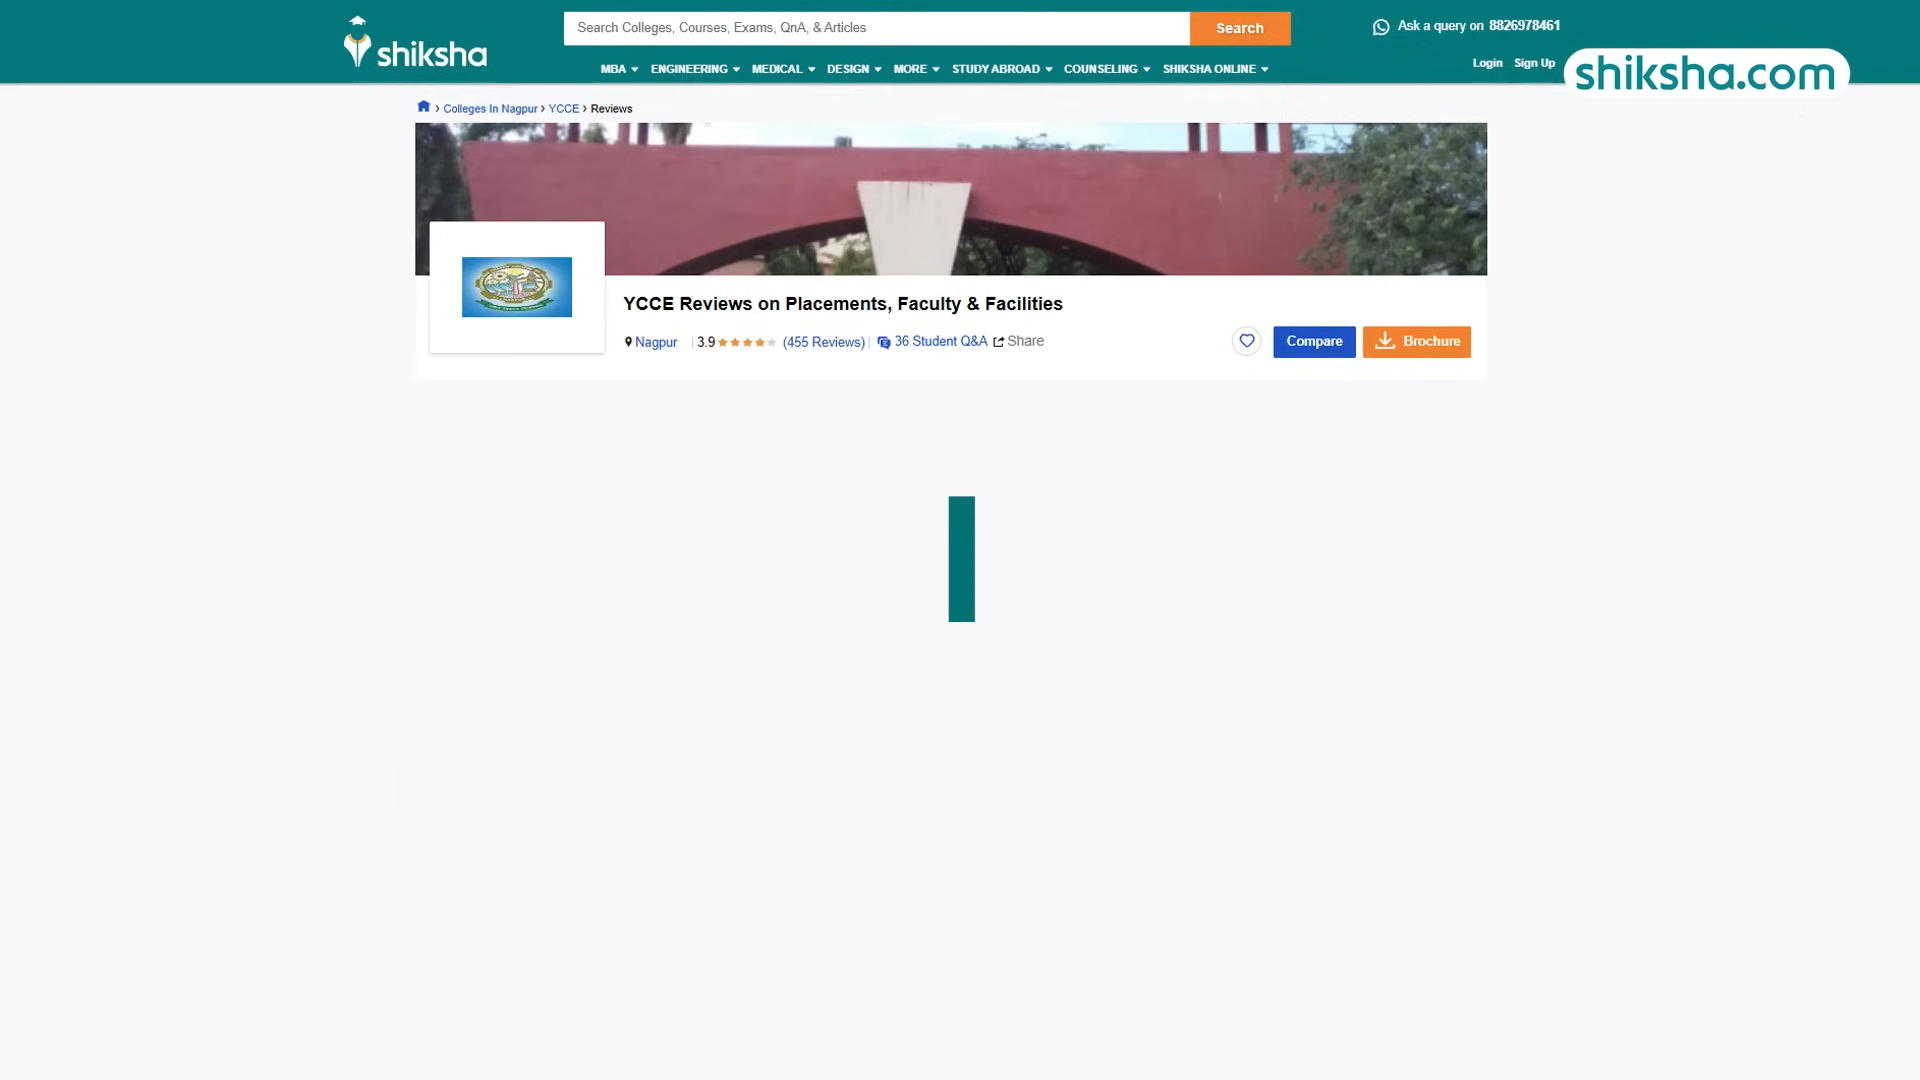 shiksha
Search Colleges, Courses, Exams, QnA, & Articles
Search
Ask a query on 8826978461
MBA ENGINEERING MEDICAL DESIGN MORE STUDY ABROAD COUNSELING SHIKSHA ONLINE
Login Sign Up
shiksha.com
› Colleges In Nagpur › YCCE › Reviews
YCCE Reviews on Placements, Faculty & Facilities
Nagpur | 3.9 (455 Reviews) | 36 Student Q&A Share
Compare
Brochure